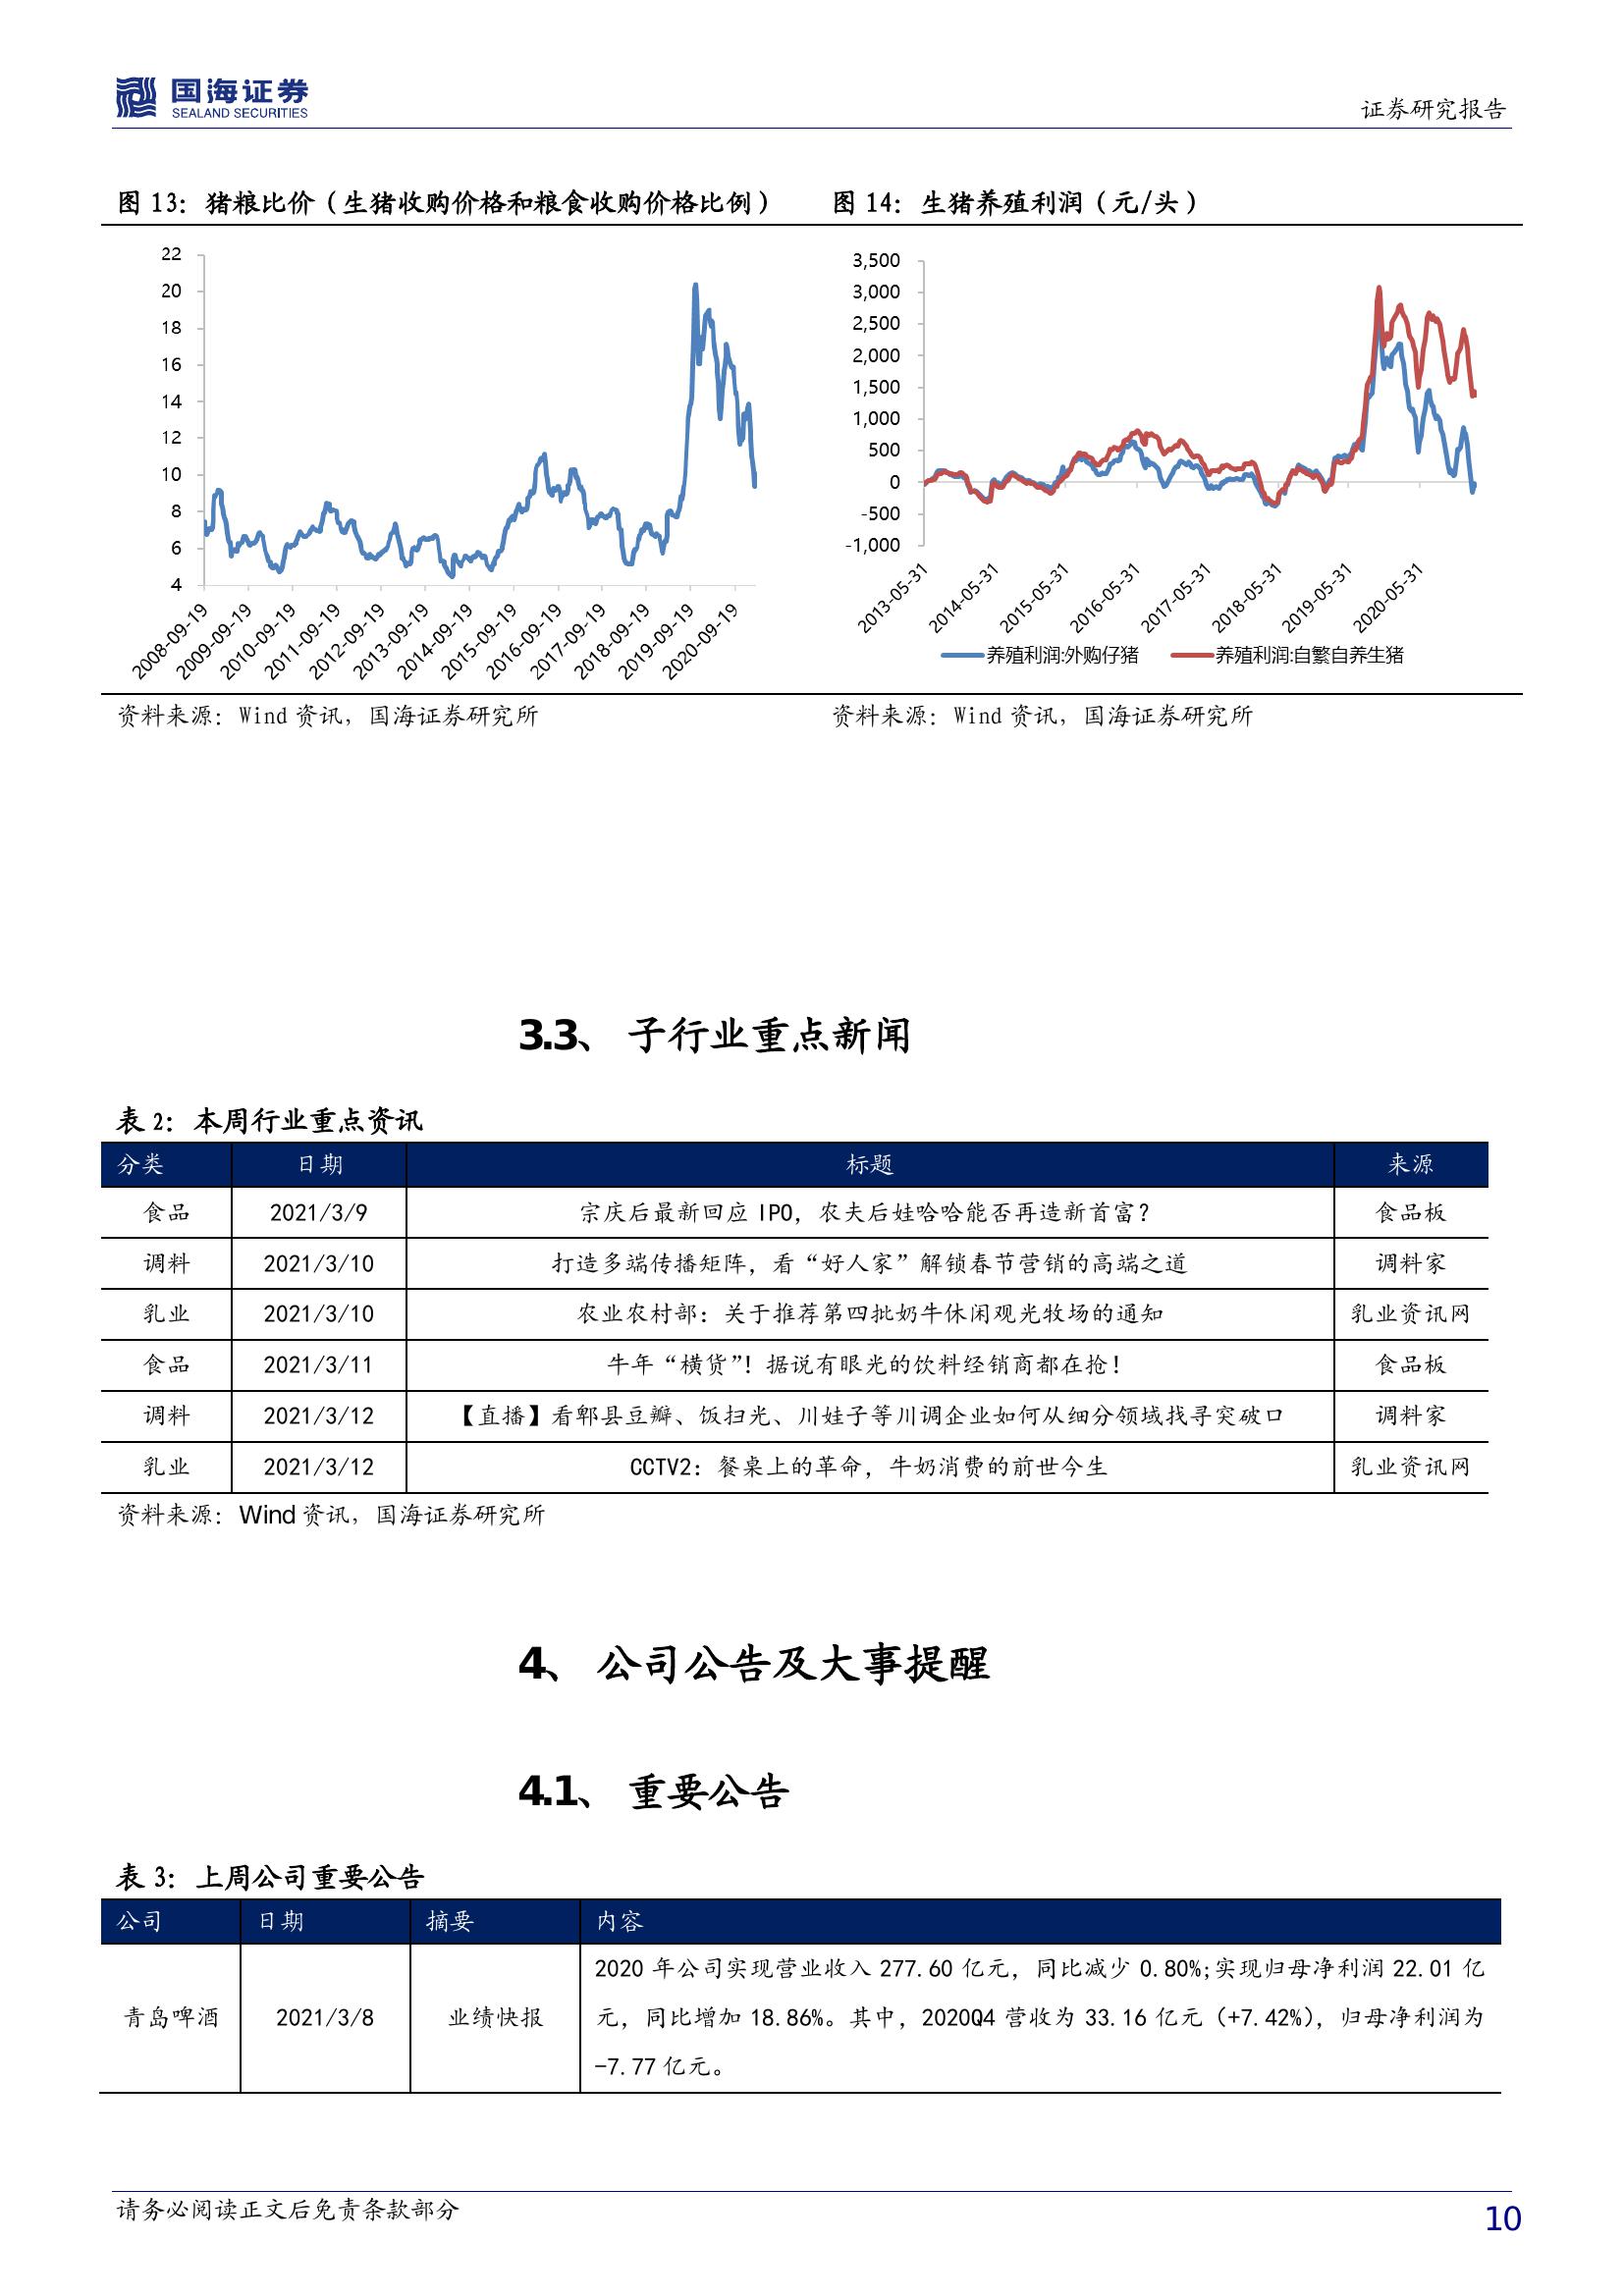 国海证券
SEALAND SECURITIES
证券研究报告
图 13：猪粮比价（生猪收购价格和粮食收购价格比例）
22
20
18
16
14
12
10
8
6
4
2008-09-19
2009-09-19
2010-09-19
2011-09-19
2012-09-19
2013-09-19
2014-09-19
2015-09-19
2016-09-19
2017-09-19
2018-09-19
2019-09-19
2020-09-19
资料来源：Wind 资讯，国海证券研究所
图 14：生猪养殖利润（元/头）
3,500
3,000
2,500
2,000
1,500
1,000
500
0
-500
-1,000
2013-05-31
2014-05-31
2015-05-31
2016-05-31
2017-05-31
2018-05-31
2019-05-31
2020-05-31
养殖利润:外购仔猪 养殖利润:自繁自养生猪
资料来源：Wind 资讯，国海证券研究所
3.3、 子行业重点新闻
表 2：本周行业重点资讯
分类 日期 标题 来源
食品 2021/3/9 宗庆后最新回应 IPO，农夫后娃哈哈能否再造新首富？ 食品板
调料 2021/3/10 打造多端传播矩阵，看“好人家”解锁春节营销的高端之道 调料家
乳业 2021/3/10 农业农村部：关于推荐第四批奶牛休闲观光牧场的通知 乳业资讯网
食品 2021/3/11 牛年“横货”！据说有眼光的饮料经销商都在抢！ 食品板
调料 2021/3/12 【直播】看郫县豆瓣、饭扫光、川娃子等川调企业如何从细分领域找寻突破口 调料家
乳业 2021/3/12 CCTV2：餐桌上的革命，牛奶消费的前世今生 乳业资讯网
资料来源：Wind 资讯，国海证券研究所
4、 公司公告及大事提醒
4.1、 重要公告
表 3：上周公司重要公告
公司 日期 摘要 内容
青岛啤酒 2021/3/8 业绩快报 2020 年公司实现营业收入 277.60 亿元，同比减少 0.80%;实现归母净利润 22.01 亿
元，同比增加 18.86%。其中，2020Q4 营收为 33.16 亿元（+7.42%），归母净利润为
-7.77 亿元。
请务必阅读正文后免责条款部分
10